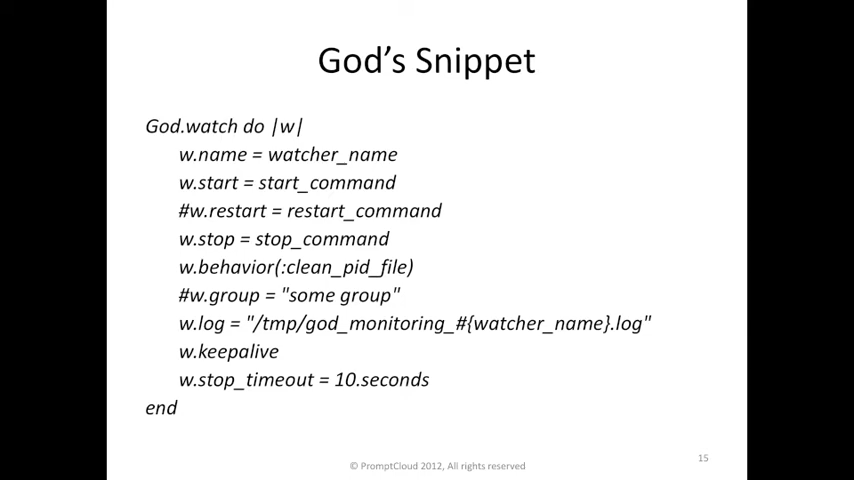 God's Snippet
God.watch do |w|
w.name = watcher_name
w.start = start_command
#w.restart = restart_command
w.stop = stop_command
w.behavior(:clean_pid_file)
#w.group = "some group"
w.log = "/tmp/god_monitoring_#{watcher_name}.log"
w.keepalive
w.stop_timeout = 10.seconds
end
© PromptCloud 2012, All rights reserved
15